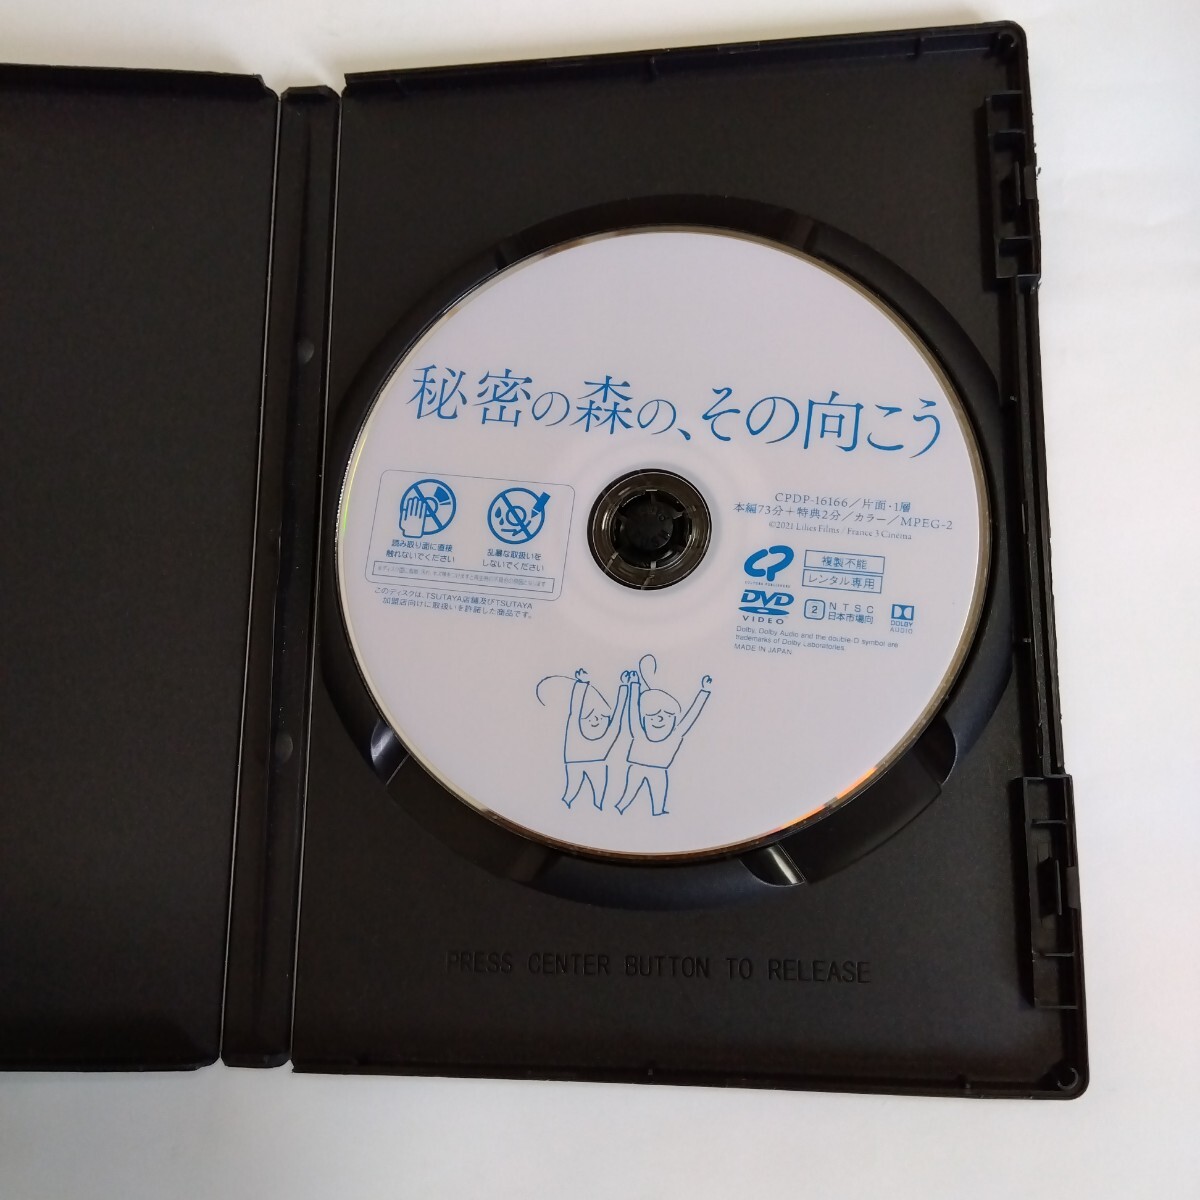 秘密の森の、その向こう
読み取り面に直接
触れないでください
乱暴な取扱いを
しないでください
このディスクは、TSUTAYA店舗及びTSUTAYA
加盟店向けに取扱いを許諾した商品です。
CPDP-16166/片面・1層
本編73分+特典2分/カラー/MPEG-2
©2021 Lilies Films / France 3 Cinéma
複製不能
レンタル専用
DVD
VIDEO
2
NTSC
日本市場向
DOLBY
AUDIO
Dolby, Dolby Audio and the double-D symbol are
trademarks of Dolby Laboratories.
MADE IN JAPAN
PRESS CENTER BUTTON TO RELEASE